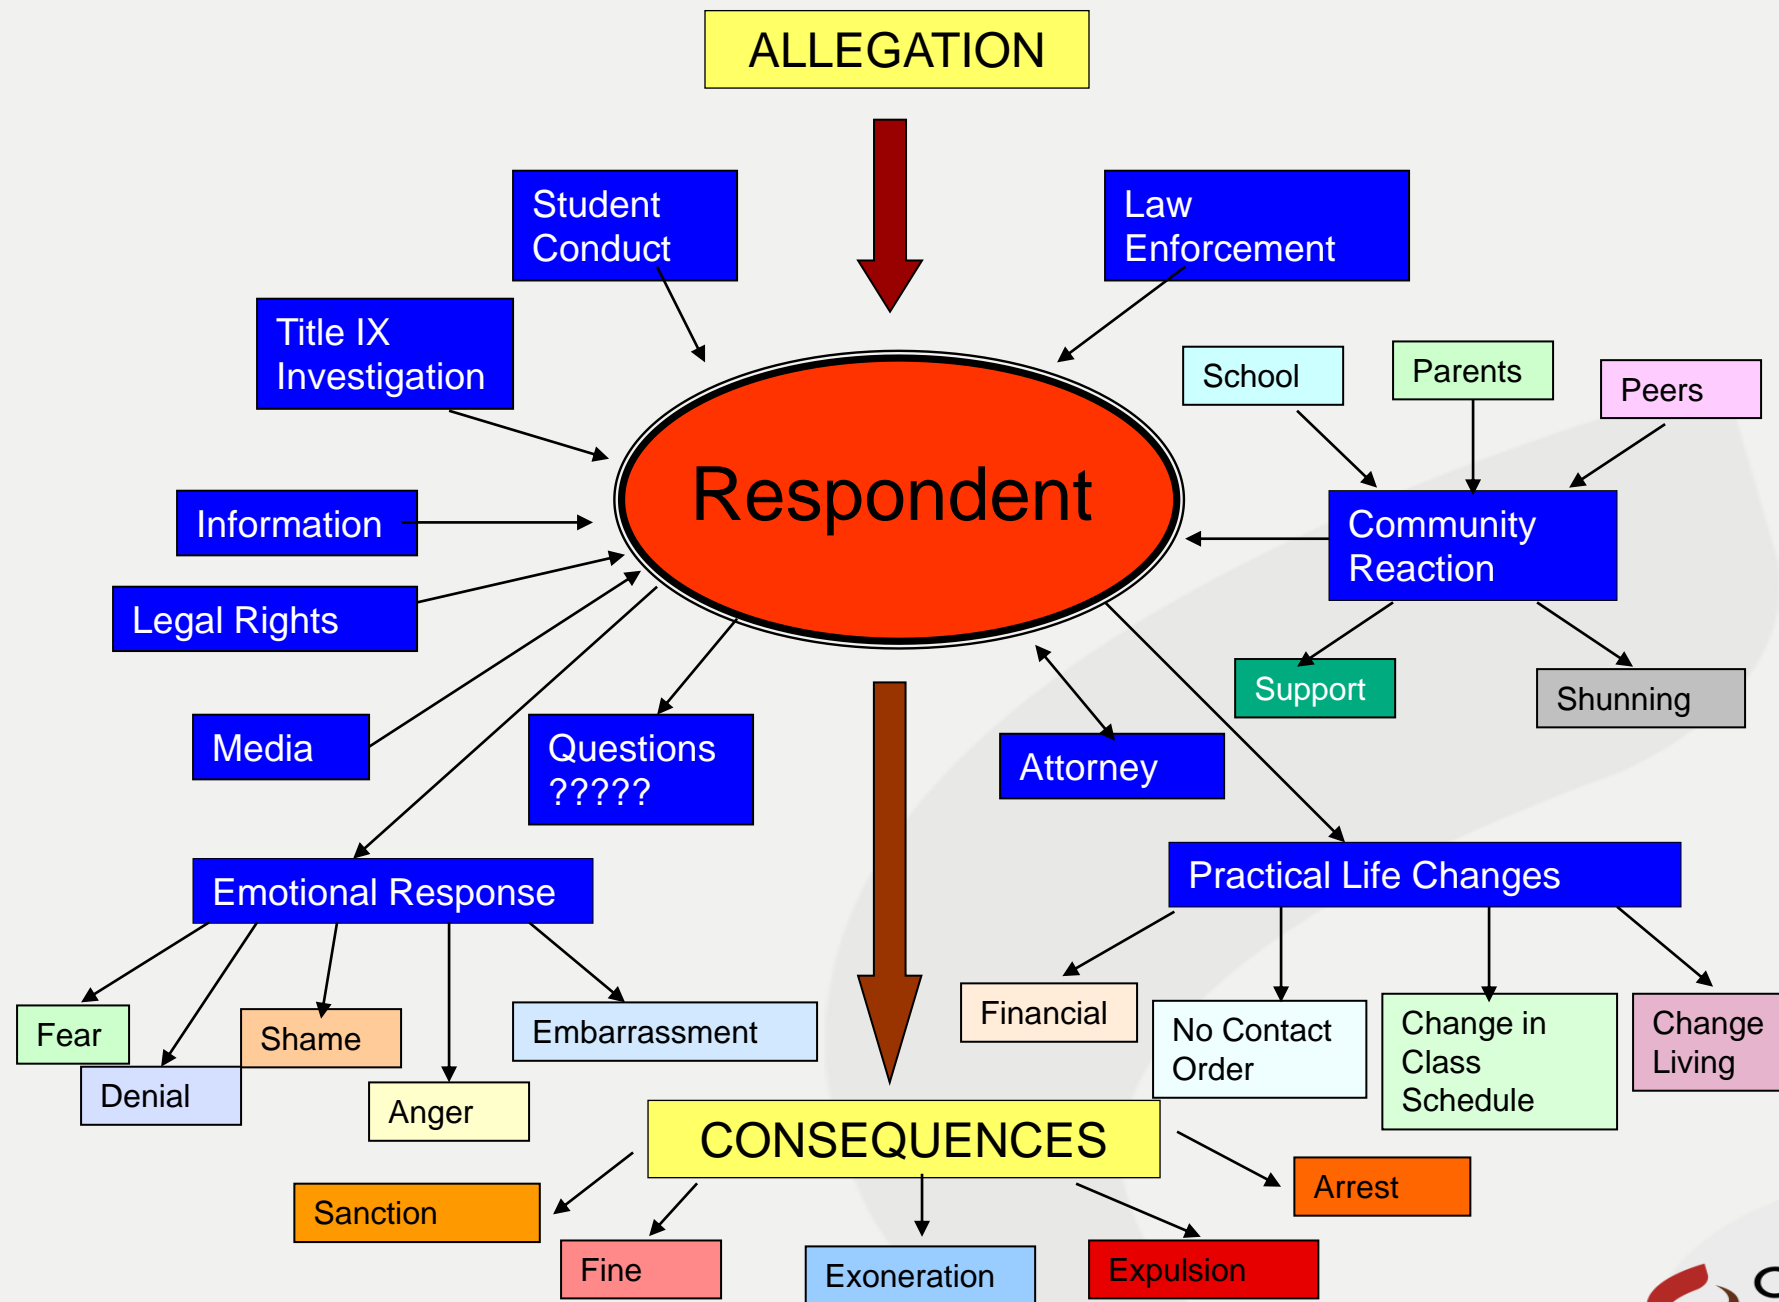 ALLEGATION
Student
Conduct
Law
Enforcement
Title IX
Investigation
School
Parents
Peers
Respondent
Information
Community
Reaction
Legal Rights
Support
Shunning
Media
Questions
?????
Attorney
Emotional Response
Practical Life Changes
Fear
Shame
Embarrassment
Denial
Anger
Financial
No Contact
Order
Change in
Class
Schedule
Change
Living
CONSEQUENCES
Sanction
Arrest
Fine
Exoneration
Expulsion